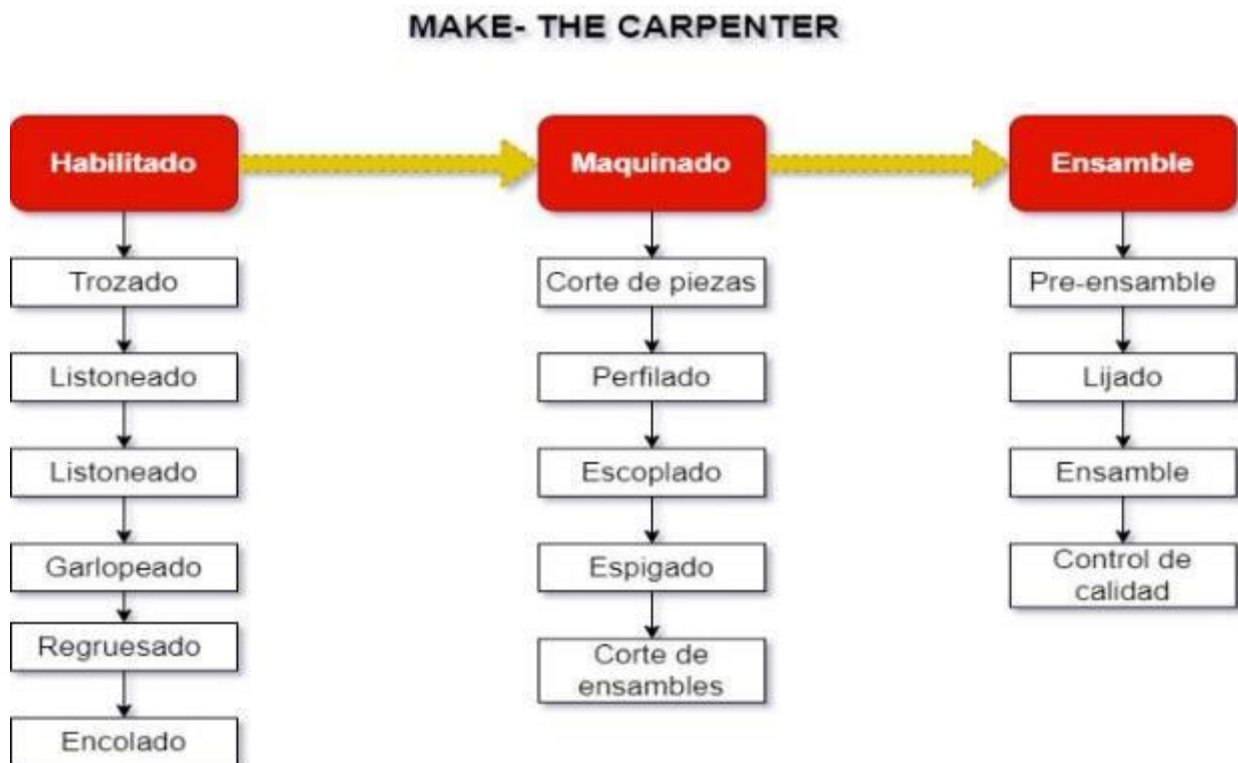 MAKE- THE CARPENTER
Habilitado
Maquinado
Ensamble
Trozado
Corte de piezas
Pre-ensamble
Listoneado
Perfilado
Lijado
Listoneado
Escoplado
Ensamble
Garlopeado
Espigado
Control de
calidad
Regruesado
Corte de
ensambles
Encolado